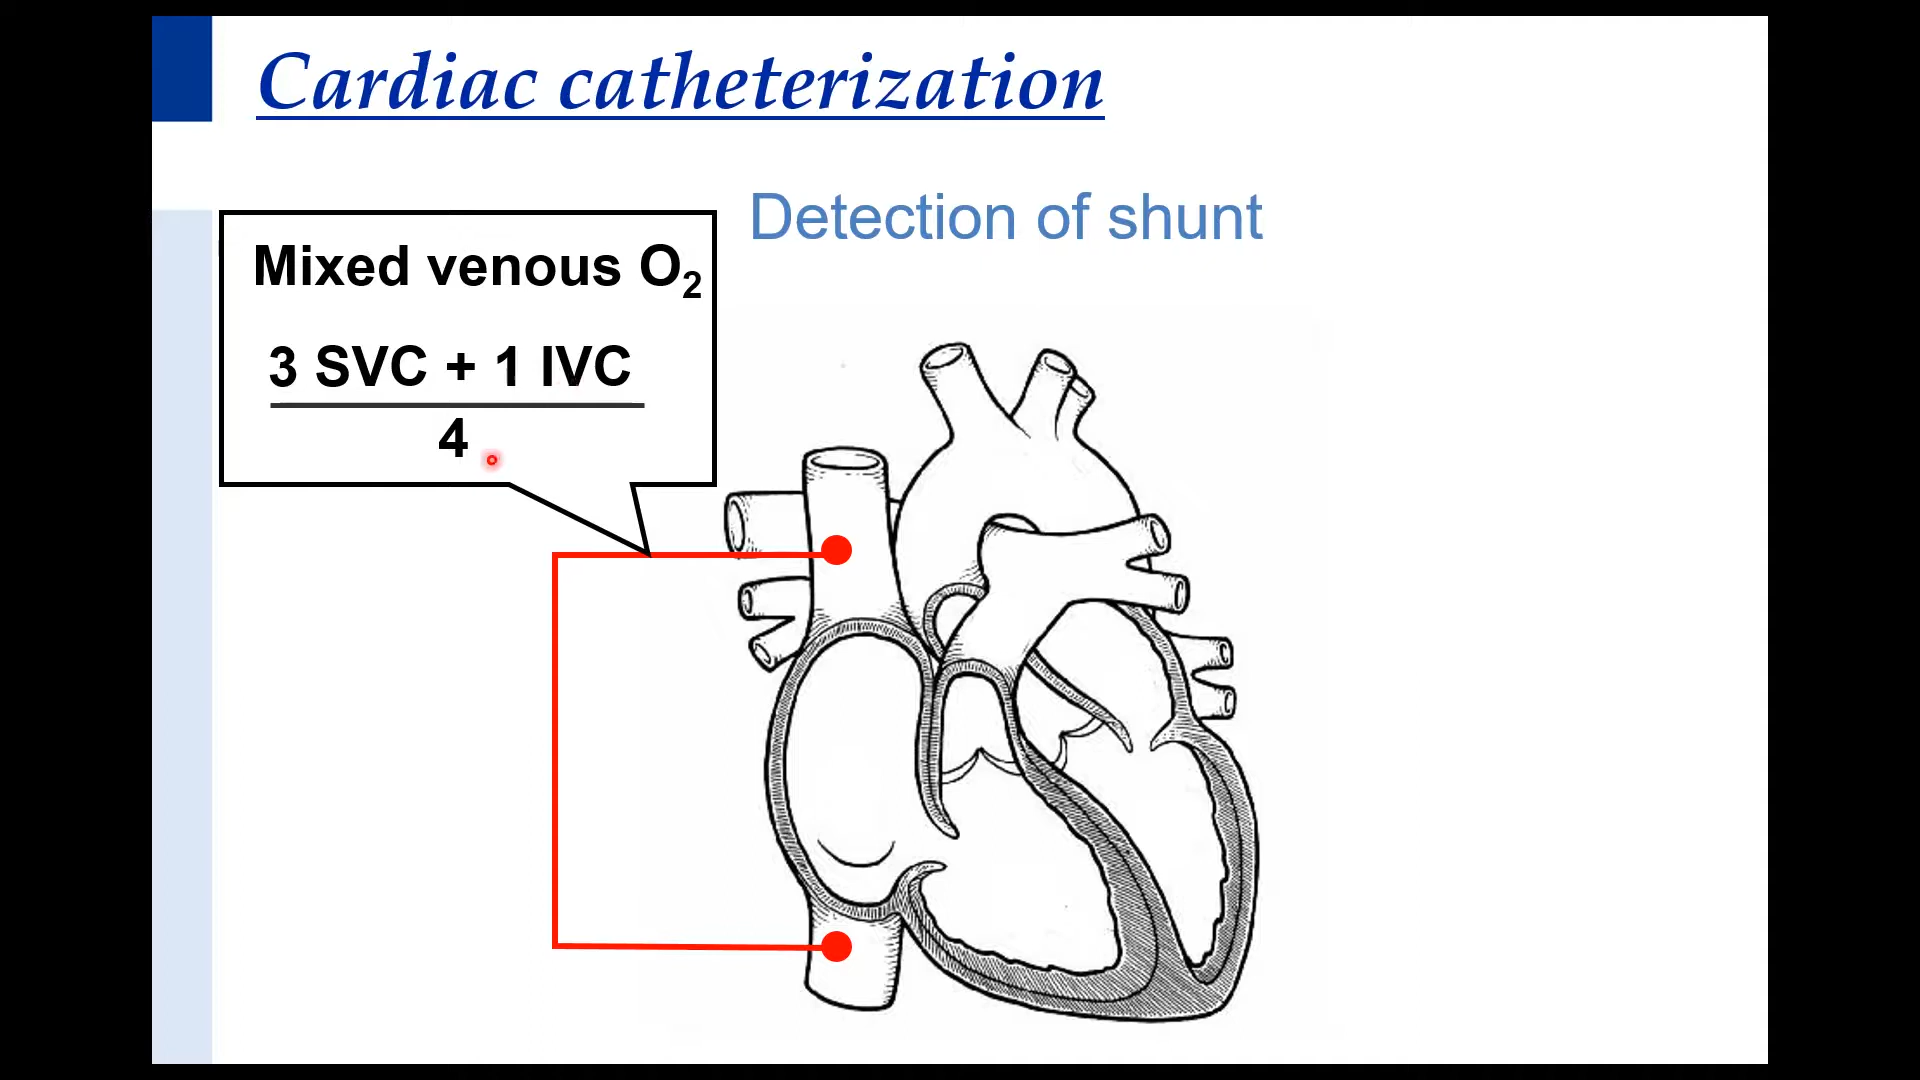 Cardiac catheterization
Detection of shunt
Mixed venous O₂
3 SVC + 1 IVC
4